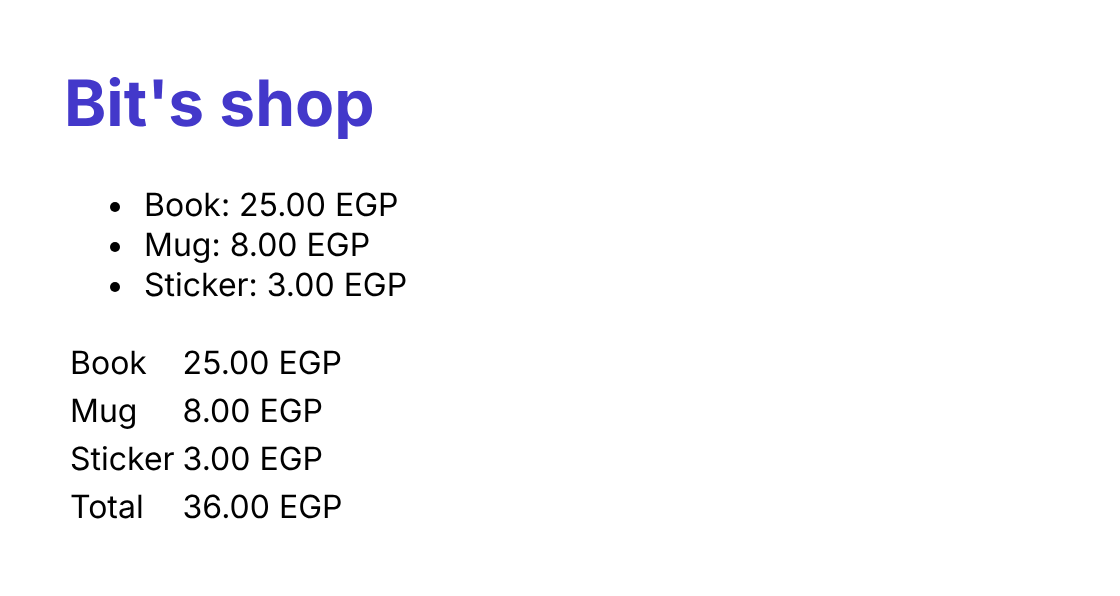 Bit's shop
• Book: 25.00 EGP
• Mug: 8.00 EGP
• Sticker: 3.00 EGP
Book 25.00 EGP
Mug 8.00 EGP
Sticker 3.00 EGP
Total 36.00 EGP